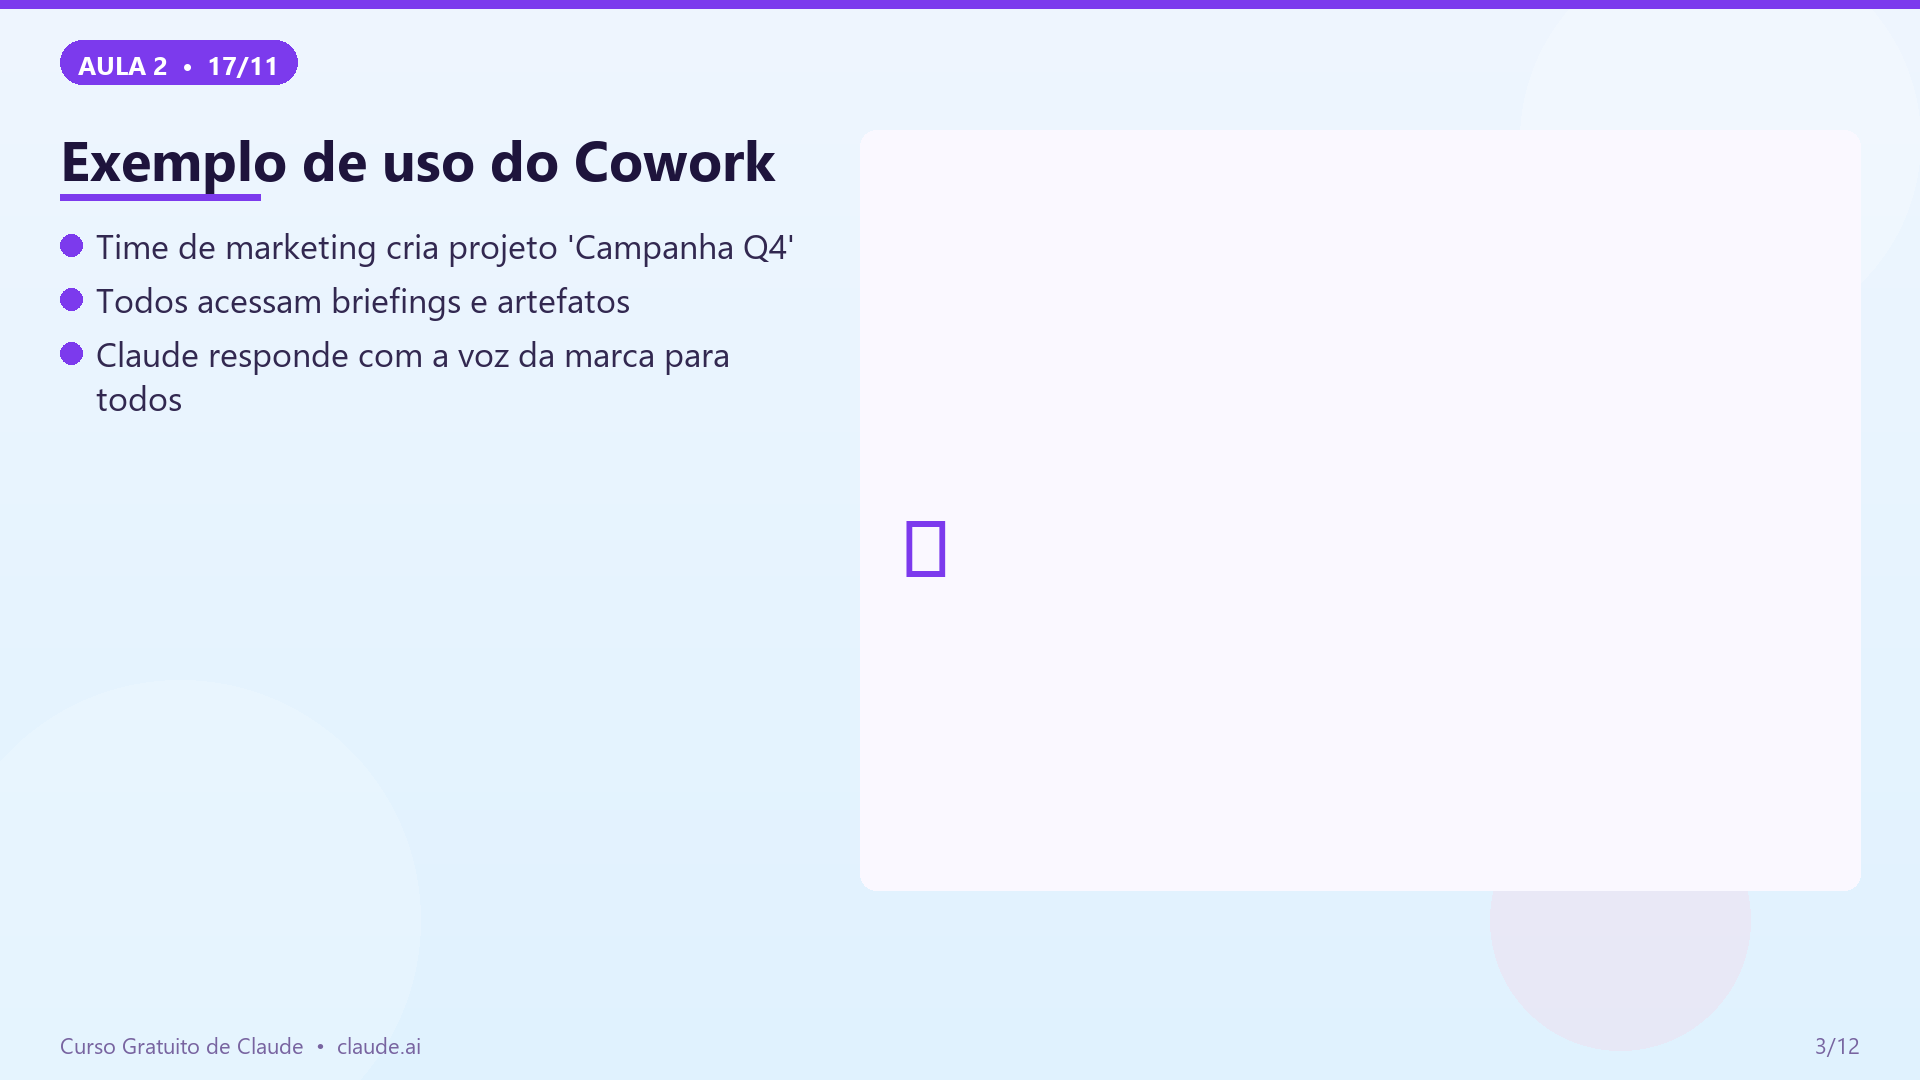 AULA 2 • 17/11
Exemplo de uso do Cowork
Time de marketing cria projeto 'Campanha Q4'
Todos acessam briefings e artefatos
Claude responde com a voz da marca para
todos
Curso Gratuito de Claude • claude.ai
3/12